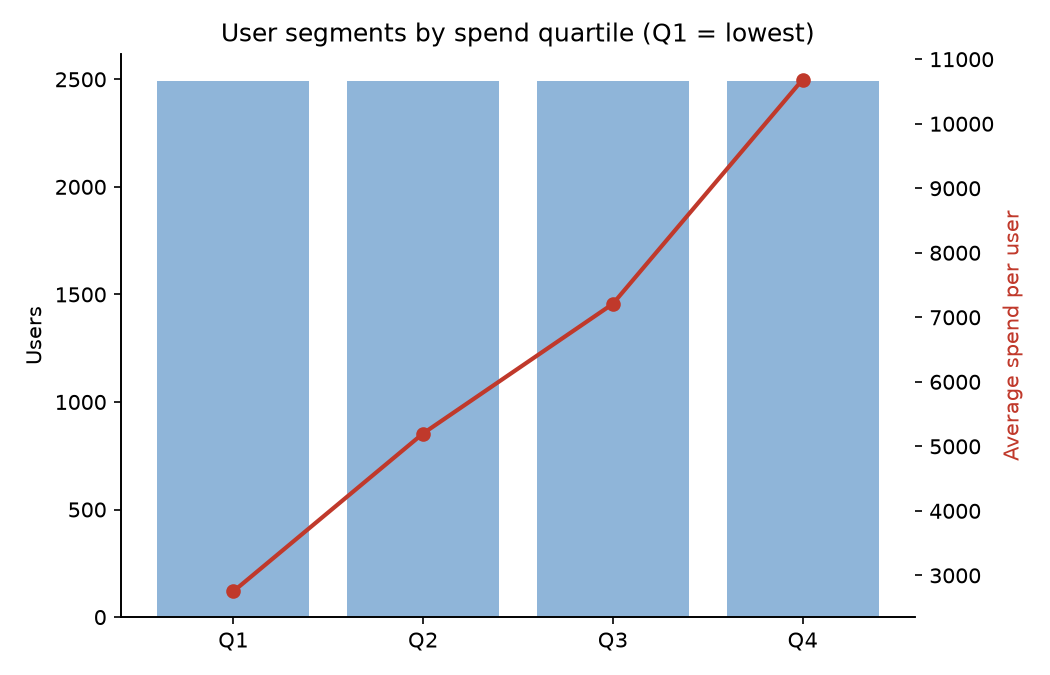 User segments by spend quartile (Q1 = lowest)
Users
2500
2000
1500
1000
500
0
Q1
Q2
Q3
Q4
11000
10000
9000
8000
7000
6000
5000
4000
3000
Average spend per user